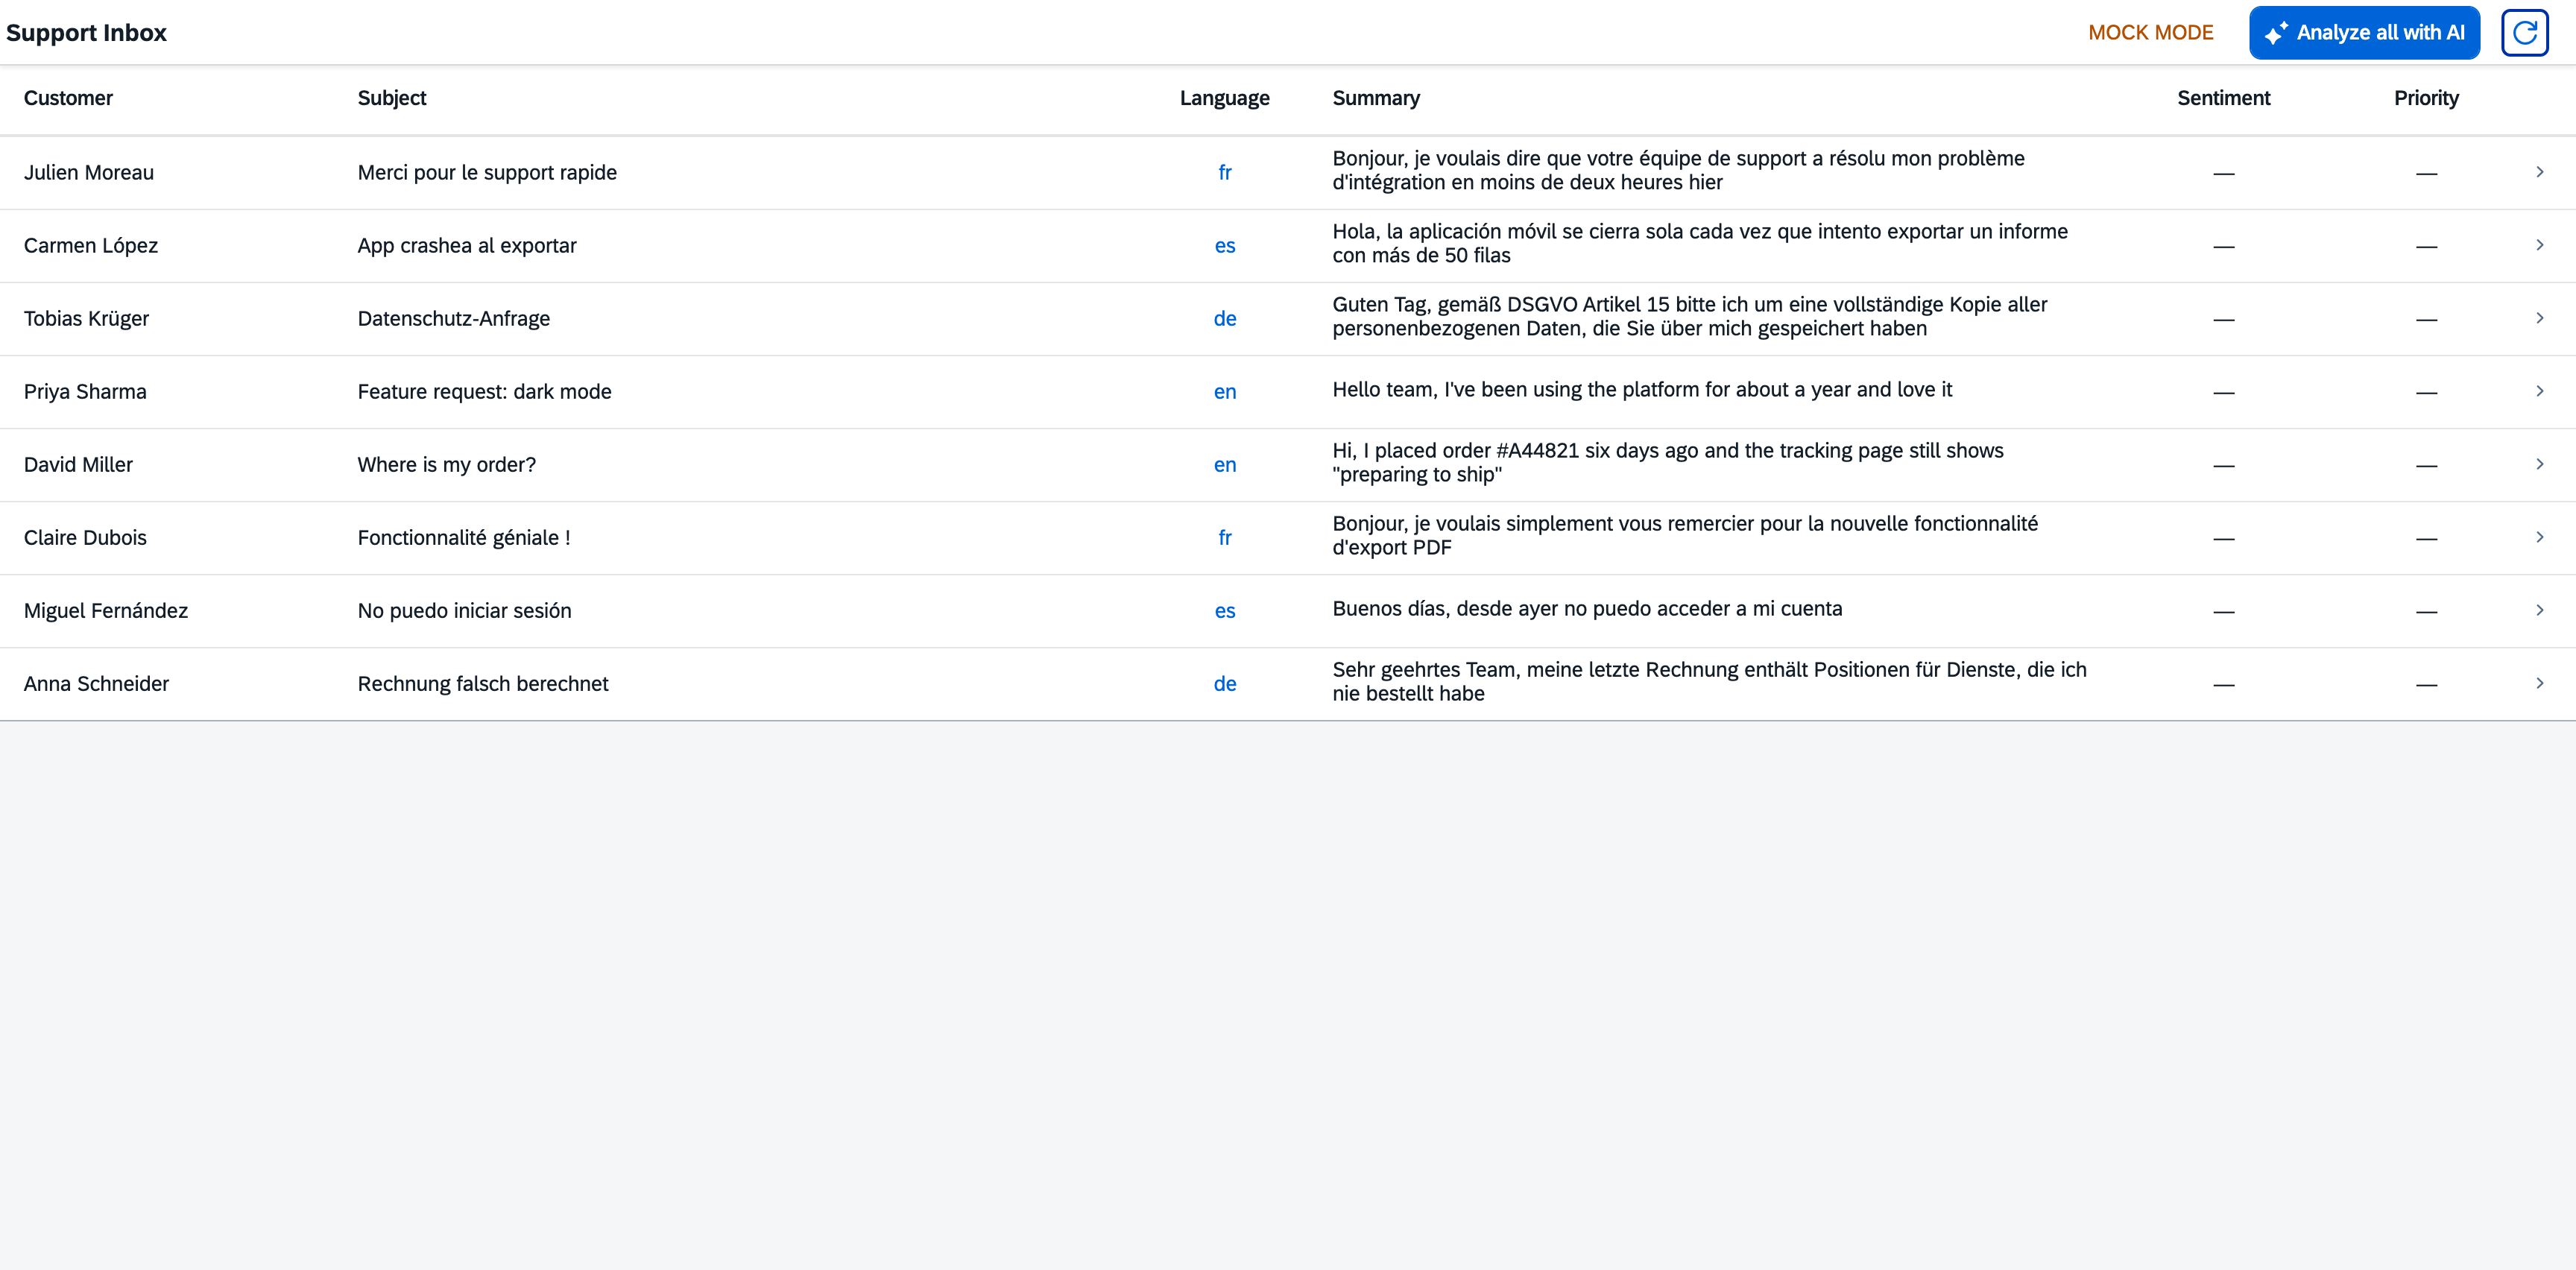 Support Inbox
MOCK MODE
Analyze all with AI
Customer
Subject
Language
Summary
Sentiment
Priority
Julien Moreau
Merci pour le support rapide
fr
Bonjour, je voulais dire que votre équipe de support a résolu mon problème
d'intégration en moins de deux heures hier
—
—
Carmen López
App crashea al exportar
es
Hola, la aplicación móvil se cierra sola cada vez que intento exportar un informe
con más de 50 filas
—
—
Tobias Krüger
Datenschutz-Anfrage
de
Guten Tag, gemäß DSGVO Artikel 15 bitte ich um eine vollständige Kopie aller
personenbezogenen Daten, die Sie über mich gespeichert haben
—
—
Priya Sharma
Feature request: dark mode
en
Hello team, I've been using the platform for about a year and love it
—
—
David Miller
Where is my order?
en
Hi, I placed order #A44821 six days ago and the tracking page still shows
"preparing to ship"
—
—
Claire Dubois
Fonctionnalité géniale !
fr
Bonjour, je voulais simplement vous remercier pour la nouvelle fonctionnalité
d'export PDF
—
—
Miguel Fernández
No puedo iniciar sesión
es
Buenos días, desde ayer no puedo acceder a mi cuenta
—
—
Anna Schneider
Rechnung falsch berechnet
de
Sehr geehrtes Team, meine letzte Rechnung enthält Positionen für Dienste, die ich
nie bestellt habe
—
—